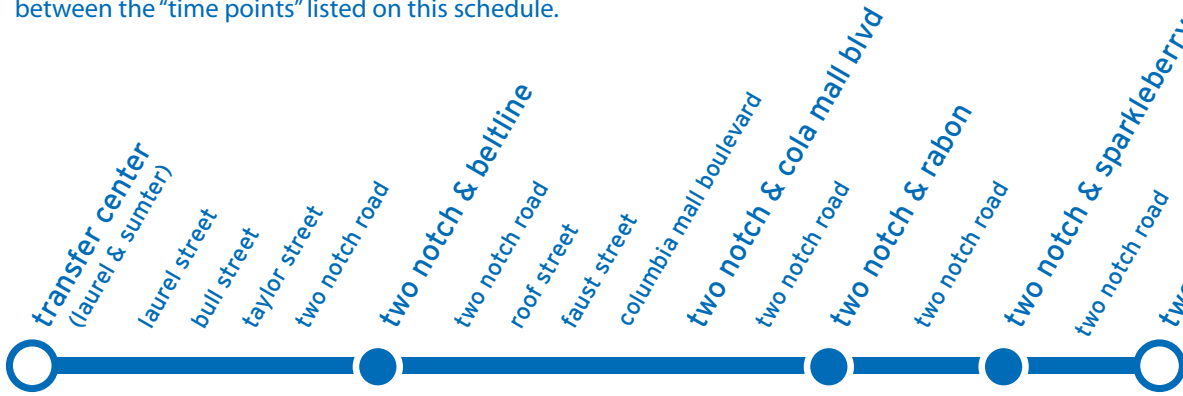 between the “time points” listed on this schedule.
transfer center
(laurel & sumter)
laurel street
bull street
taylor street
two notch road
two notch & beltline
two notch road
roof street
faust street
columbia mall boulevard
two notch & cola mall blvd
two notch road
two notch & rabon
two notch road
two notch & sparkleberry
two notch road
two